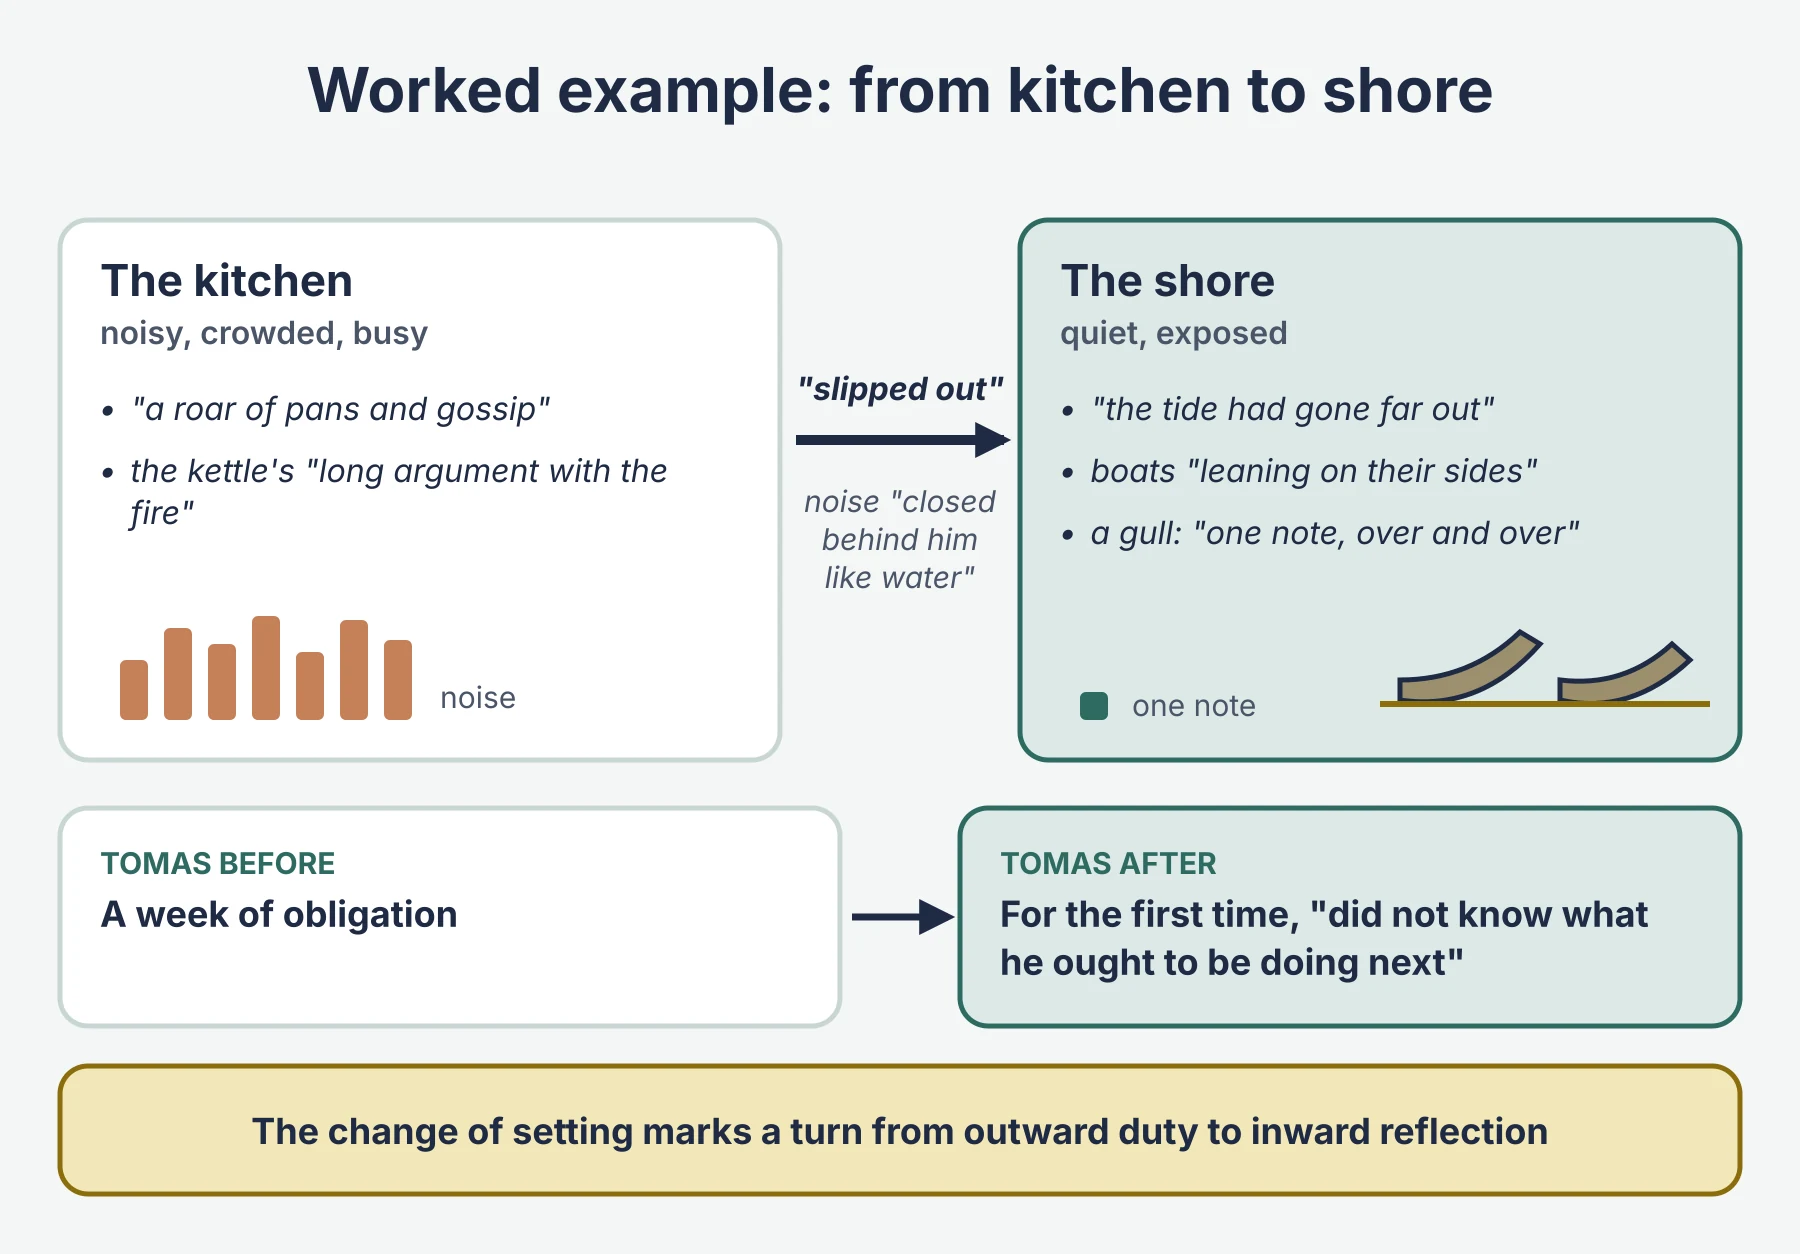 Worked example: from kitchen to shore
The kitchen
noisy, crowded, busy
• "a roar of pans and gossip"
• the kettle's "long argument with the
fire"
noise
"slipped out"
noise "closed
behind him
like water"
The shore
quiet, exposed
• "the tide had gone far out"
• boats "leaning on their sides"
• a gull: "one note, over and over"
one note
TOMAS BEFORE
A week of obligation
TOMAS AFTER
For the first time, "did not know what
he ought to be doing next"
The change of setting marks a turn from outward duty to inward reflection